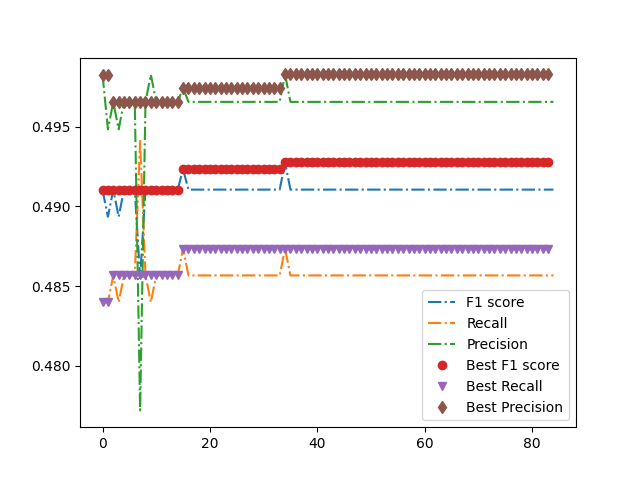 0.495
0.490
0.485
0.480
0
20
40
60
80
F1 score
Recall
Precision
Best F1 score
Best Recall
Best Precision